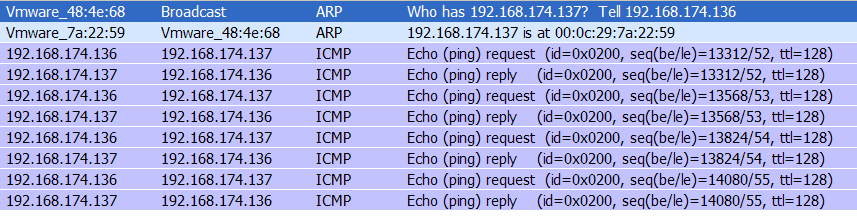 Vmware_48:4e:68 Broadcast ARP Who has 192.168.174.137? Tell 192.168.174.136
Vmware_7a:22:59 Vmware_48:4e:68 ARP 192.168.174.137 is at 00:0c:29:7a:22:59
192.168.174.136 192.168.174.137 ICMP Echo (ping) request (id=0x0200, seq(be/le)=13312/52, ttl=128)
192.168.174.137 192.168.174.136 ICMP Echo (ping) reply (id=0x0200, seq(be/le)=13312/52, ttl=128)
192.168.174.136 192.168.174.137 ICMP Echo (ping) request (id=0x0200, seq(be/le)=13568/53, ttl=128)
192.168.174.137 192.168.174.136 ICMP Echo (ping) reply (id=0x0200, seq(be/le)=13568/53, ttl=128)
192.168.174.136 192.168.174.137 ICMP Echo (ping) request (id=0x0200, seq(be/le)=13824/54, ttl=128)
192.168.174.137 192.168.174.136 ICMP Echo (ping) reply (id=0x0200, seq(be/le)=13824/54, ttl=128)
192.168.174.136 192.168.174.137 ICMP Echo (ping) request (id=0x0200, seq(be/le)=14080/55, ttl=128)
192.168.174.137 192.168.174.136 ICMP Echo (ping) reply (id=0x0200, seq(be/le)=14080/55, ttl=128)